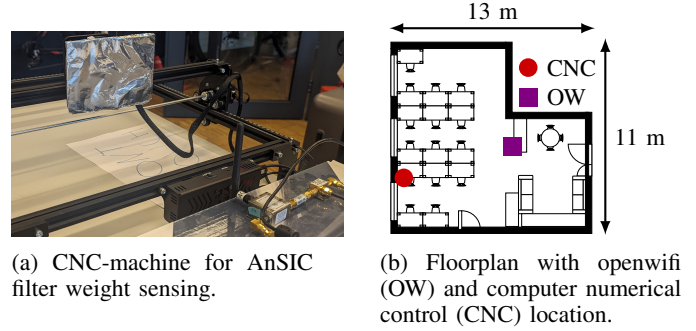 13 m
CNC
OW
11 m
(a) CNC-machine for AnSIC
filter weight sensing.
(b) Floorplan with openwifi
(OW) and computer numerical
control (CNC) location.